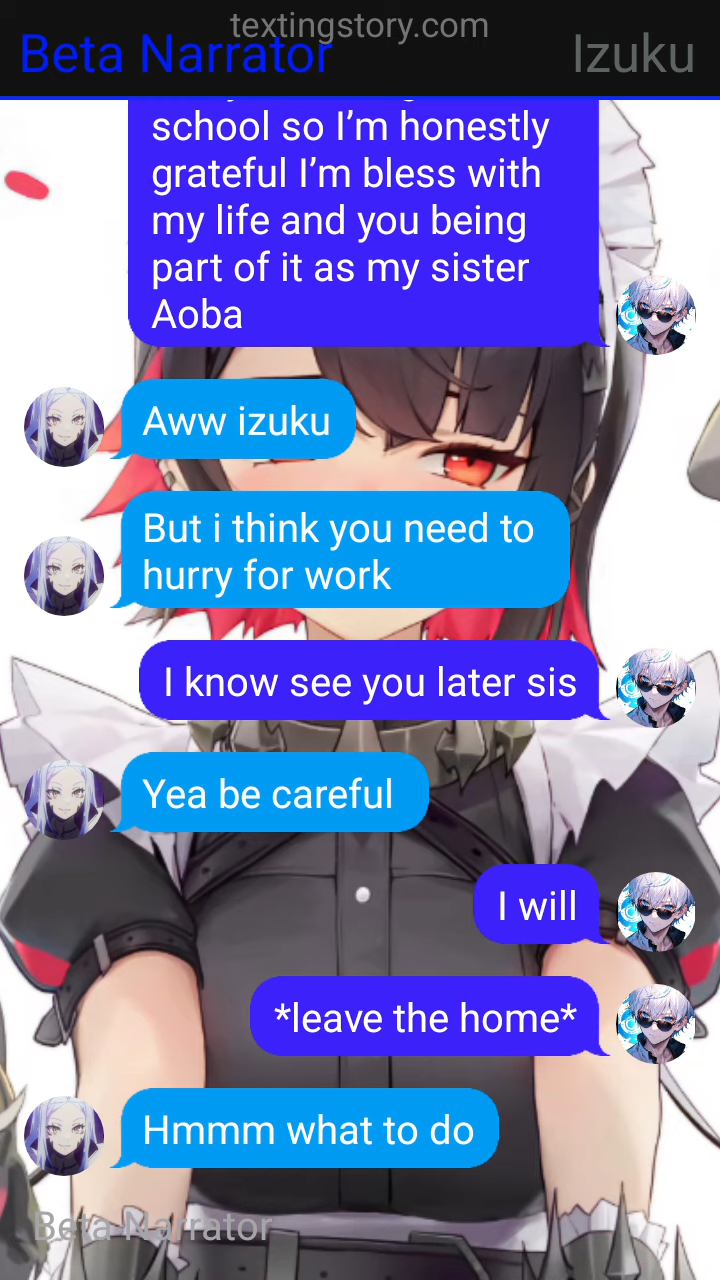 textingstory.com
Beta Narrator
Izuku
school so I’m honestly
grateful I’m bless with
my life and you being
part of it as my sister
Aoba
Aww izuku
But i think you need to
hurry for work
I know see you later sis
Yea be careful
I will
*leave the home*
Hmmm what to do
Beta Narrator